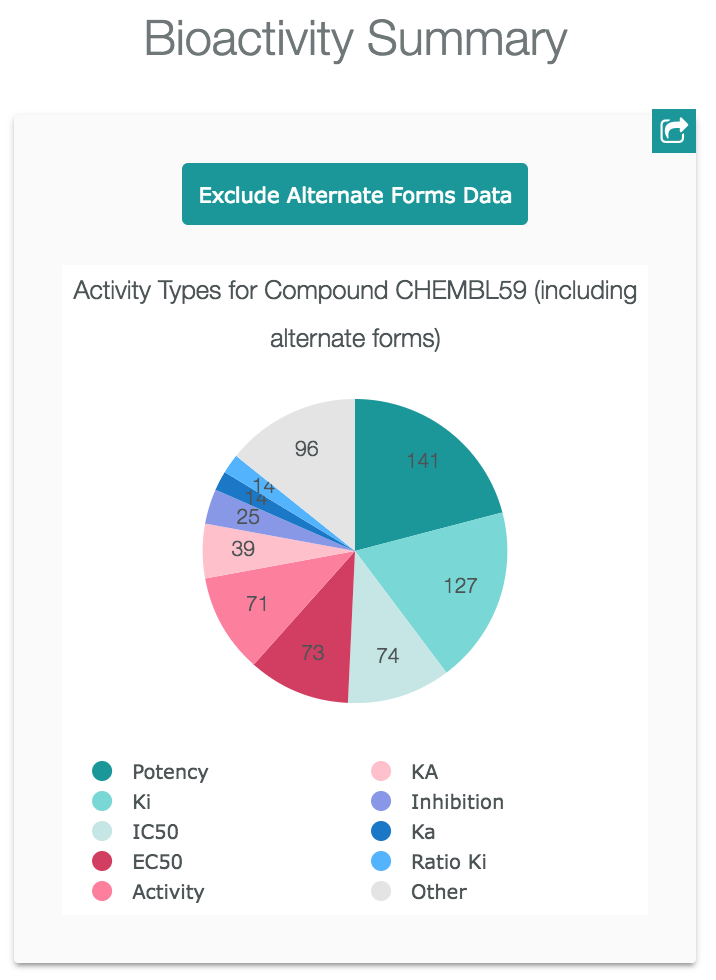 Bioactivity Summary
Exclude Alternate Forms Data
Activity Types for Compound CHEMBL59 (including
alternate forms)
96
141
14
14
25
39
127
71
73
74
Potency
Ki
IC50
EC50
Activity
KA
Inhibition
Ka
Ratio Ki
Other